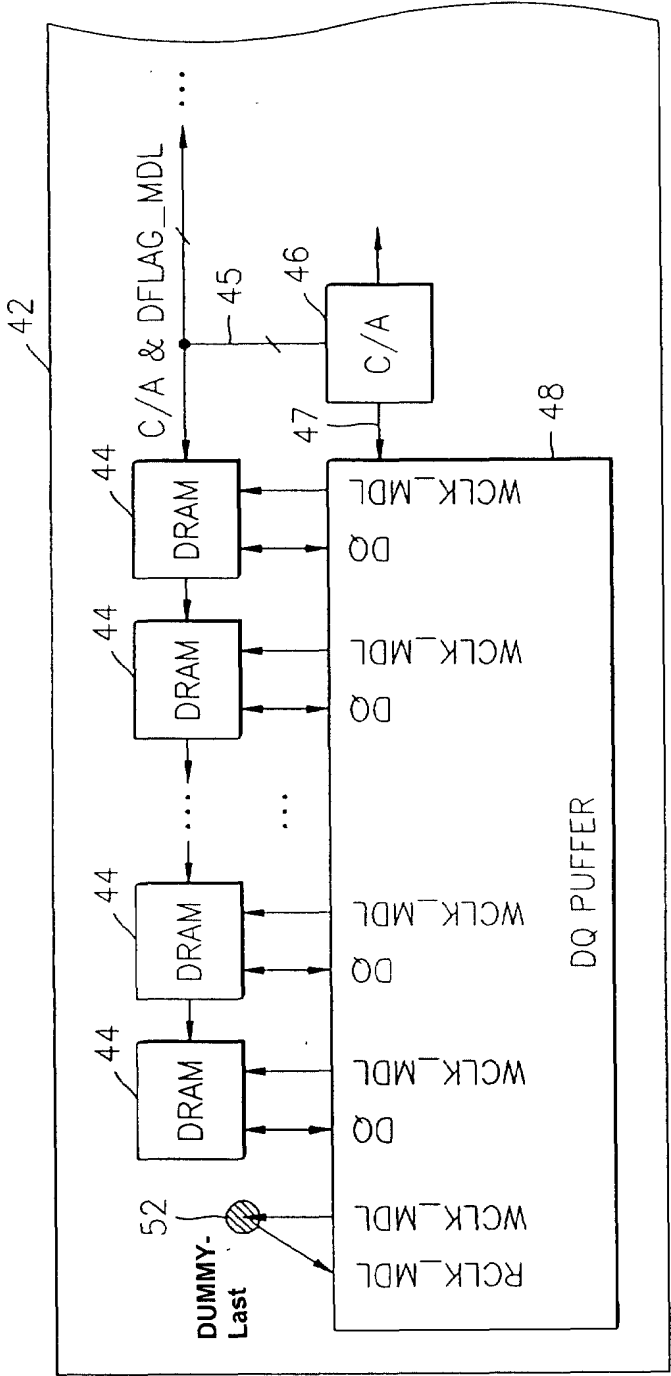 42
C/A & DFLAG_MDL
...
44
DRAM
44
DRAM
....
...
44
DRAM
44
DRAM
45
46
C/A
47
48
52
DUMMY-
Last
WCLK_MDL
DQ
WCLK_MDL
DQ
WCLK_MDL
DQ
WCLK_MDL
DQ
WCLK_MDL
RCLK_MDL
DQ PUFFER